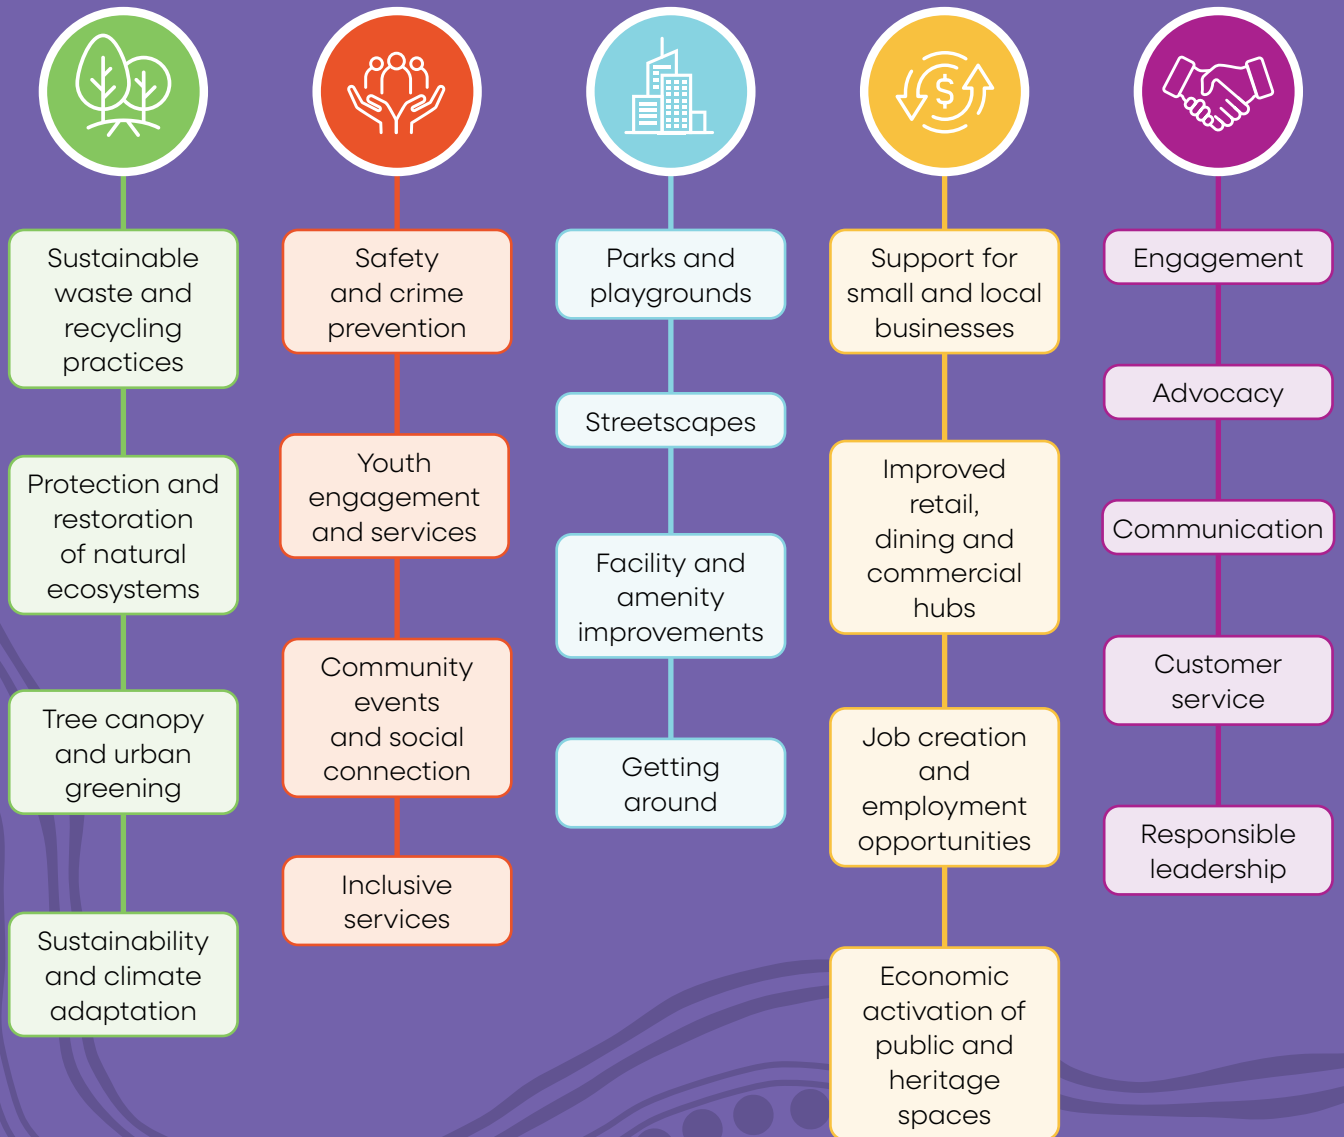 $
Sustainable
waste and
recycling
practices
Protection and
restoration
of natural
ecosystems
Tree canopy
and urban
greening
Sustainability
and climate
adaptation
Safety
and crime
prevention
Youth
engagement
and services
Community
events
and social
connection
Inclusive
services
Parks and
playgrounds
Streetscapes
Facility and
amenity
improvements
Getting
around
Support for
small and local
businesses
Improved
retail,
dining and
commercial
hubs
Job creation
and
employment
opportunities
Economic
activation of
public and
heritage
spaces
Engagement
Advocacy
Communication
Customer
service
Responsible
leadership